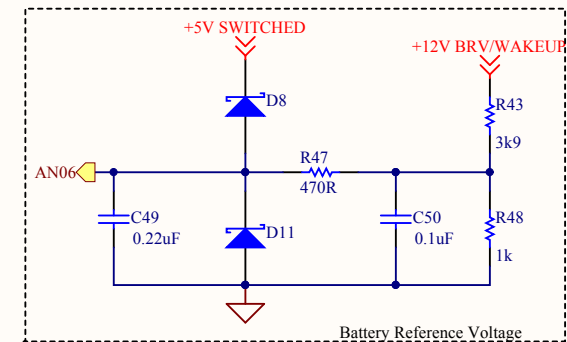 +5V SWITCHED
+12V BRV/WAKEUP
D8
R43
3k9
AN06
R47
470R
C49
0.22uF
D11
C50
0.1uF
R48
1k
Battery Reference Voltage